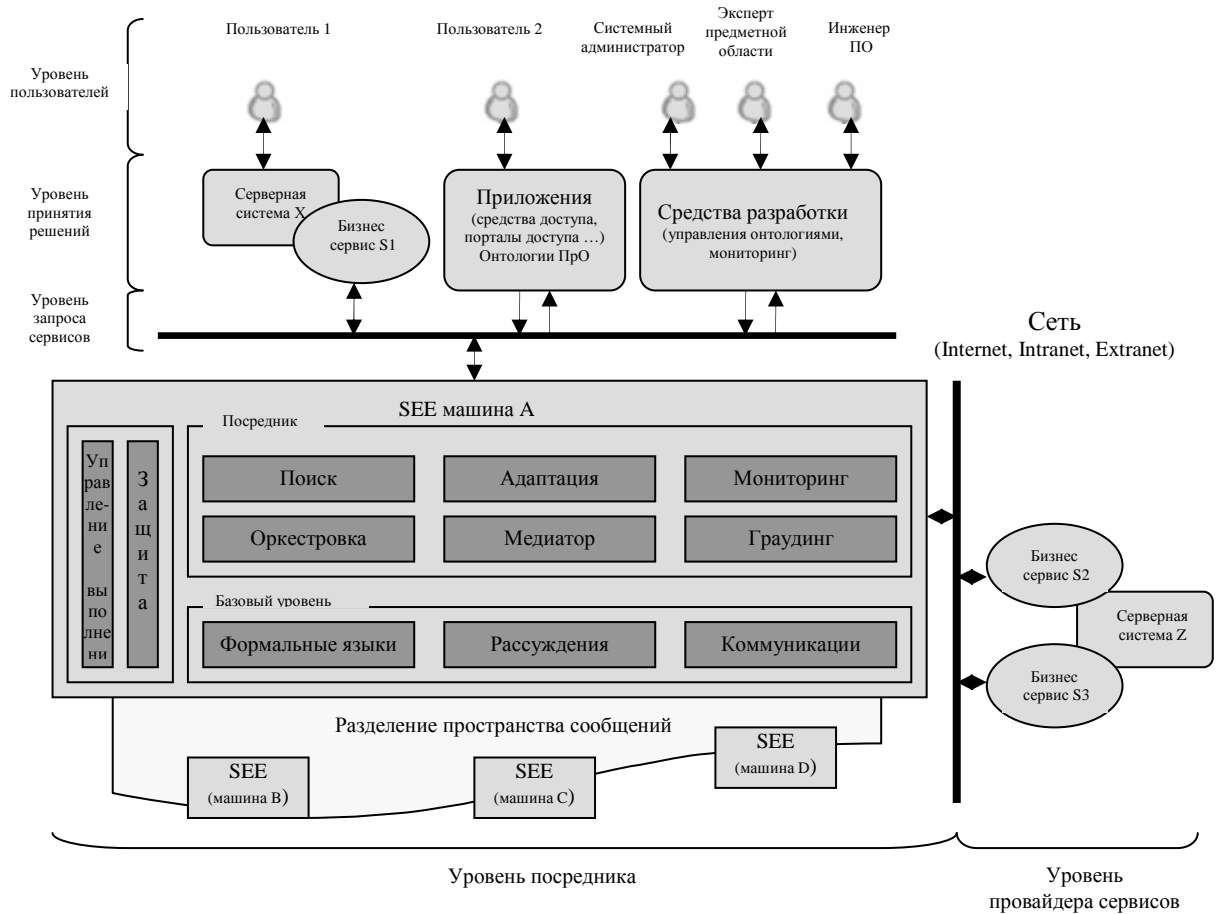 Пользователь 1
Пользователь 2
Системный
администратор
Эксперт
предметной
области
Инженер
ПО
Уровень
пользователей
Уровень
принятия
решений
Серверная
система X
Бизнес
сервис S1
Приложения
(средства доступа,
порталы доступа ...)
Онтологии ПрО
Средства разработки
(управления онтологиями,
мониторинг)
Уровень
запроса
сервисов
Сеть
(Internet, Intranet, Extranet)
SEE машина A
Посредник
Уп
рав
ле-
ни
е
вы
по
лне
ни
З
а
щ
и
т
а
Поиск
Адаптация
Мониторинг
Оркестровка
Медиатор
Граудинг
Базовый уровень
Формальные языки
Рассуждения
Коммуникации
Бизнес
сервис S2
Серверная
система Z
Бизнес
сервис S3
Разделение пространства сообщений
SEE
(машина B)
SEE
(машина C)
SEE
(машина D)
Уровень посредника
Уровень
провайдера сервисов